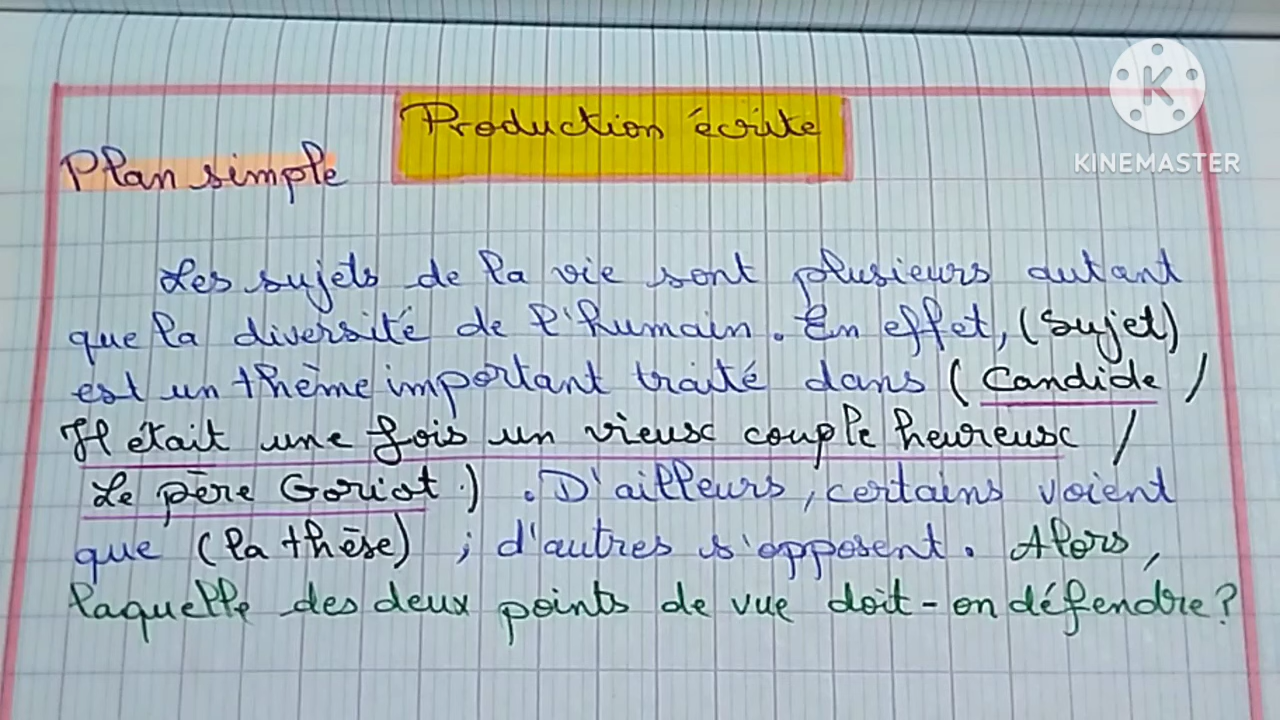 Production écrite
Plan simple
KINEMASTER
Les sujets de la vie sont plusieurs autant
que la diversité de l'humain. En effet, (Sujet)
est un thème important traité dans (Candide /
Il était une fois un vieux couple heureux /
Le père Goriot.) . D'ailleurs, certains voient
que (la thèse) ; d'autres s'opposent. Alors,
laquelle des deux points de vue doit-on défendre?